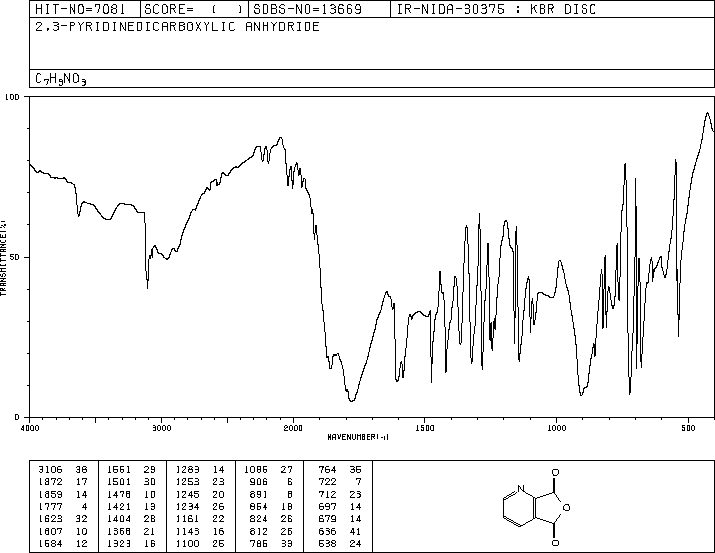 HIT-NO=7081 SCORE= ( ) SDBS-NO=13669 IR-NIDA-30375 : KBR DISC
2,3-PYRIDINEDICARBOXYLIC ANHYDRIDE
C7H3NO3
100
50
0
TRANSMITTANCE(%)
4000 3000 2000 1500 1000 500
WAVENUMBER(-1)
3106 38 1561 29 1283 14 1086 27 764 35
1872 17 1501 30 1253 23 906 6 722 7
1859 14 1478 10 1245 20 891 8 712 23
1777 4 1421 13 1234 26 854 18 697 14
1623 32 1404 28 1161 22 824 26 679 14
1607 10 1368 21 1143 16 812 26 636 41
1584 12 1323 16 1100 25 786 33 538 24
O
N
O
O